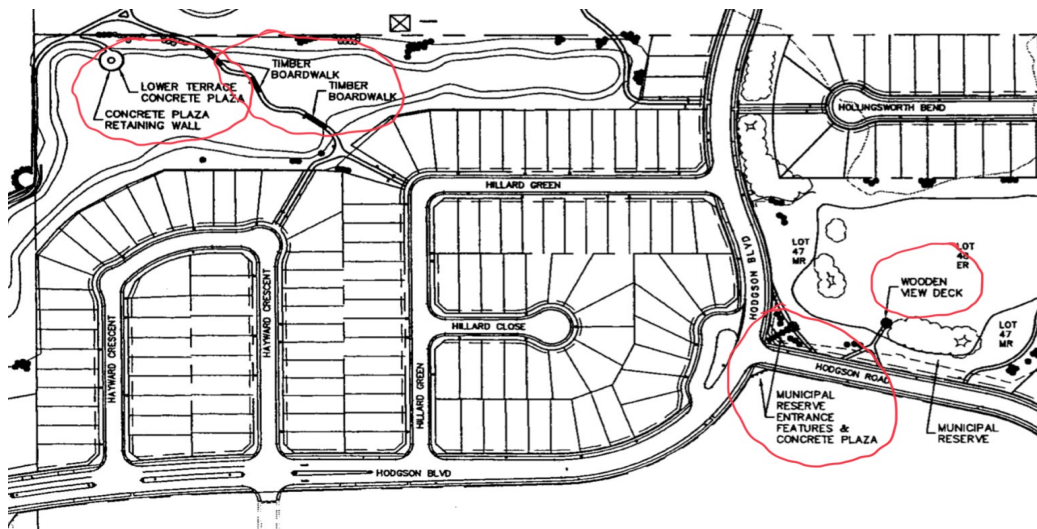 TIMBER
BOARDWALK
TIMBER
BOARDWALK
LOWER TERRACE
CONCRETE PLAZA
CONCRETE PLAZA
RETAINING WALL
HOLLINGSWORTH BEND
HILLARD GREEN
HODGSON BLVD
LOT
47
MR
LOT
48
ER
WOODEN
VIEW DECK
LOT
47
MR
HAYWARD CRESCENT
HAYWARD CRESCENT
HILLARD CLOSE
HILLARD GREEN
HODGSON ROAD
MUNICIPAL
RESERVE
ENTRANCE
FEATURES &
CONCRETE PLAZA
MUNICIPAL
RESERVE
HODGSON BLVD